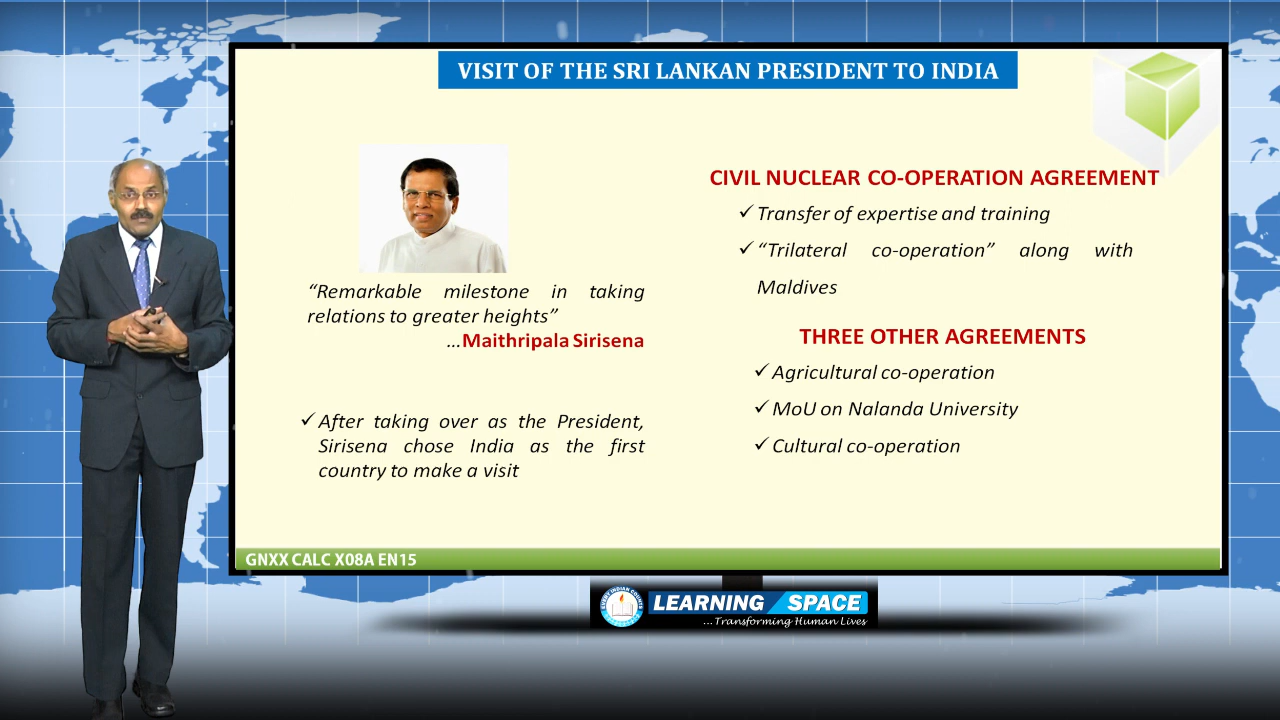 VISIT OF THE SRI LANKAN PRESIDENT TO INDIA
“Remarkable milestone in taking
relations to greater heights”
...Maithripala Sirisena
✓ After taking over as the President,
Sirisena chose India as the first
country to make a visit
CIVIL NUCLEAR CO-OPERATION AGREEMENT
✓ Transfer of expertise and training
✓ “Trilateral co-operation” along with
Maldives
THREE OTHER AGREEMENTS
✓ Agricultural co-operation
✓ MoU on Nalanda University
✓ Cultural co-operation
GNXX CALC X08A EN15
LEARNING SPACE
...Transforming Human Lives